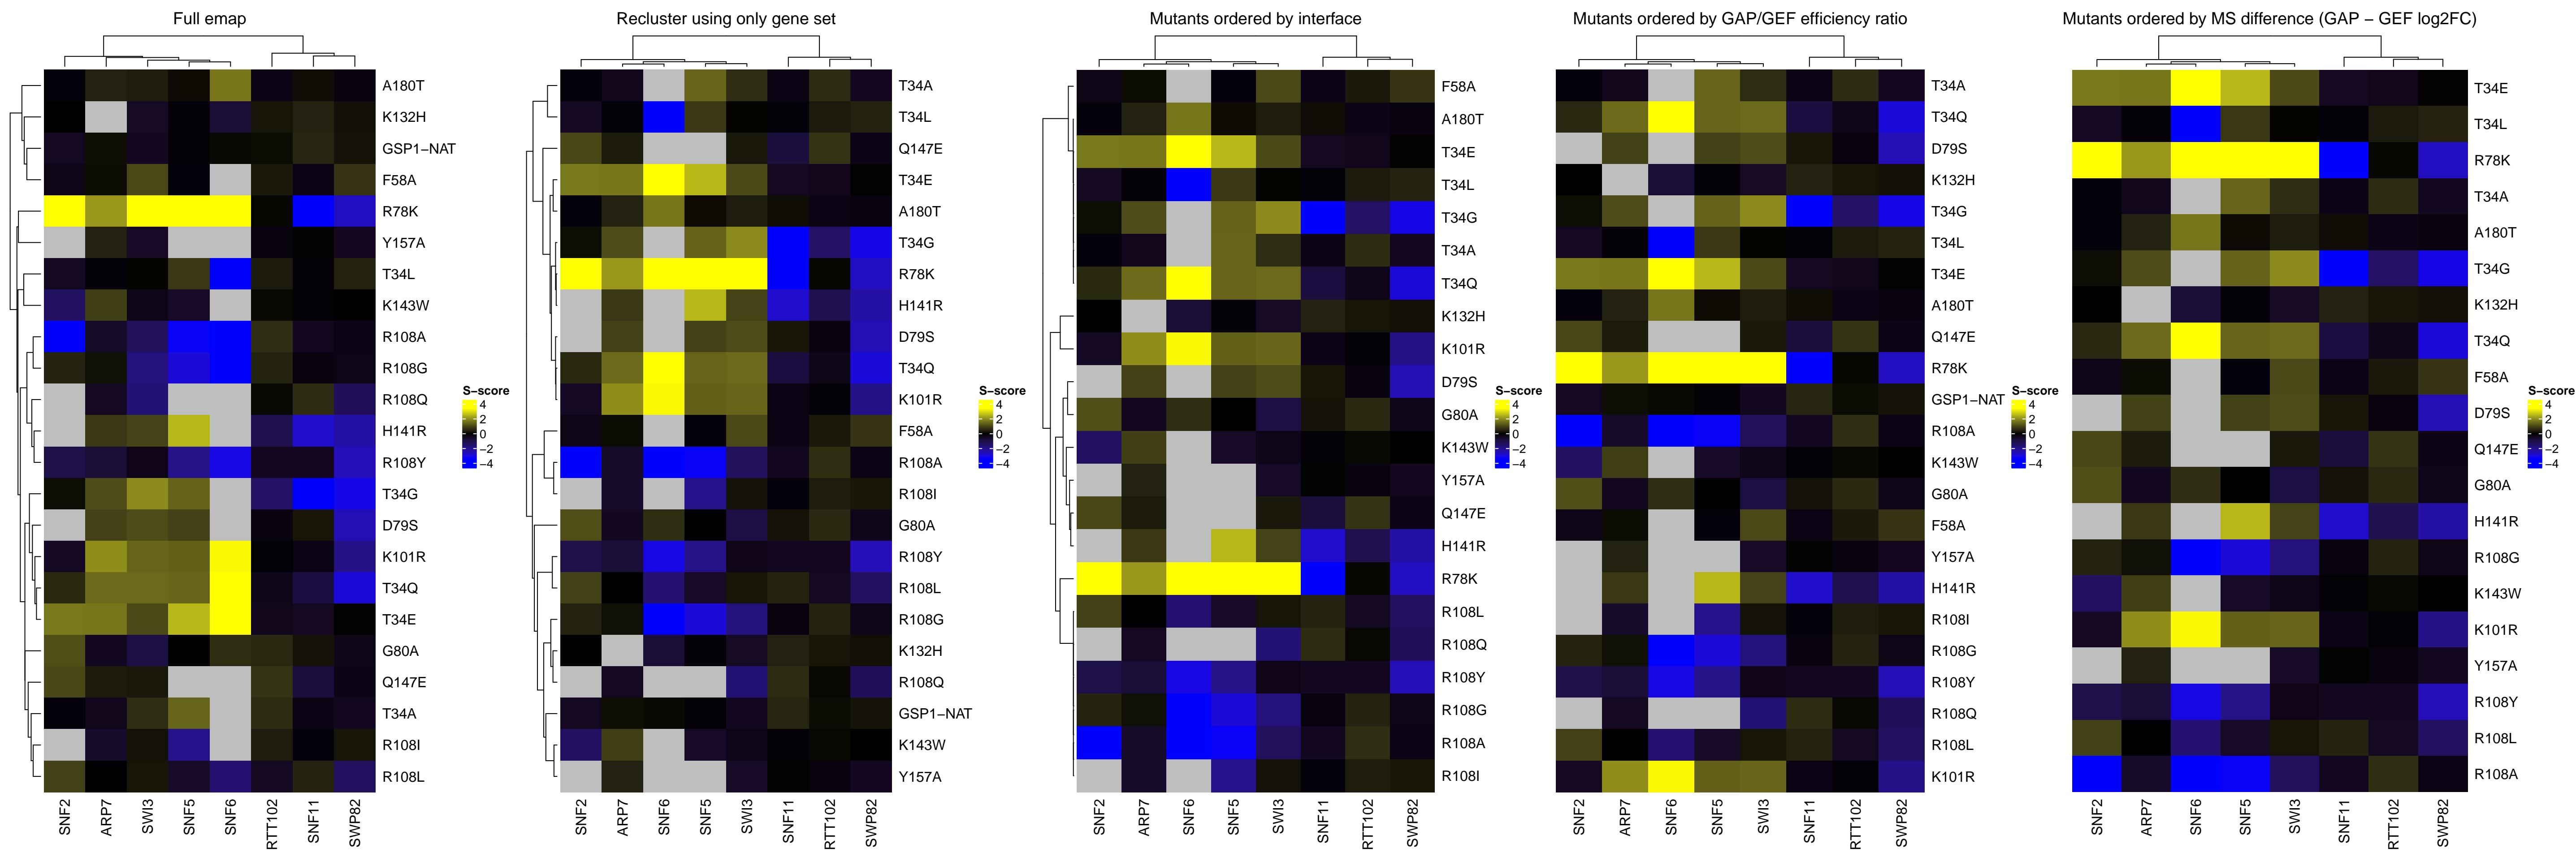 Full emap
A180T
K132H
GSP1−NAT
F58A
R78K
Y157A
T34L
K143W
R108A
R108G
R108Q
H141R
R108Y
T34G
D79S
K101R
T34Q
T34E
G80A
Q147E
T34A
R108I
R108L
SNF2
ARP7
SWI3
SNF5
SNF6
RTT102
SNF11
SWP82
S−score
4
2
0
−2
−4
Recluster using only gene set
T34A
T34L
Q147E
T34E
A180T
T34G
R78K
H141R
D79S
T34Q
K101R
F58A
R108A
R108I
G80A
R108Y
R108L
R108G
K132H
R108Q
GSP1−NAT
K143W
Y157A
SNF2
ARP7
SNF6
SNF5
SWI3
SNF11
RTT102
SWP82
S−score
4
2
0
−2
−4
Mutants ordered by interface
F58A
A180T
T34E
T34L
T34G
T34A
T34Q
K132H
K101R
D79S
G80A
K143W
Y157A
Q147E
H141R
R78K
R108L
R108Q
R108Y
R108G
R108A
R108I
SNF2
ARP7
SNF6
SNF5
SWI3
SNF11
RTT102
SWP82
S−score
4
2
0
−2
−4
Mutants ordered by GAP/GEF efficiency ratio
T34A
T34Q
D79S
K132H
T34G
T34L
T34E
A180T
Q147E
R78K
GSP1−NAT
R108A
K143W
G80A
F58A
Y157A
H141R
R108I
R108G
R108Y
R108Q
R108L
K101R
SNF2
ARP7
SNF6
SNF5
SWI3
SNF11
RTT102
SWP82
S−score
4
2
0
−2
−4
Mutants ordered by MS difference (GAP − GEF log2FC)
T34E
T34L
R78K
T34A
A180T
T34G
K132H
T34Q
F58A
D79S
Q147E
G80A
H141R
R108G
K143W
K101R
Y157A
R108Y
R108L
R108A
SNF2
ARP7
SNF6
SNF5
SWI3
SNF11
RTT102
SWP82
S−score
4
2
0
−2
−4